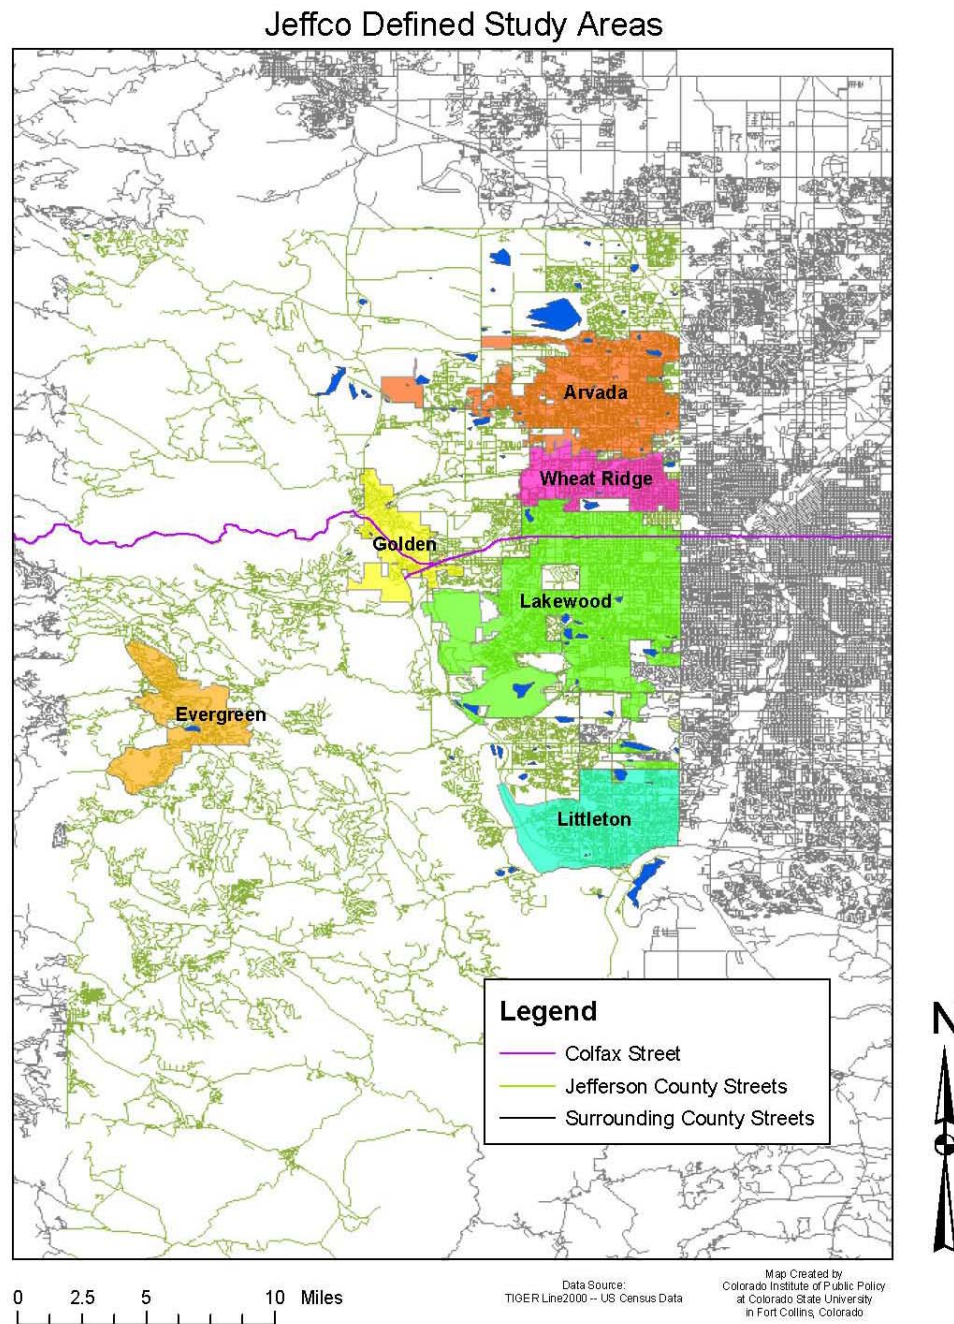 Jeffco Defined Study Areas
Arvada
Wheat Ridge
Golden
Lakewood
Evergreen
Littleton
Legend
Colfax Street
Jefferson County Streets
Surrounding County Streets
N
0 2.5 5 10 Miles
Data Source:
TIGER Line2000 -- US Census Data
Map Created by
Colorado Institute of Public Policy
at Colorado State University
in Fort Collins, Colorado